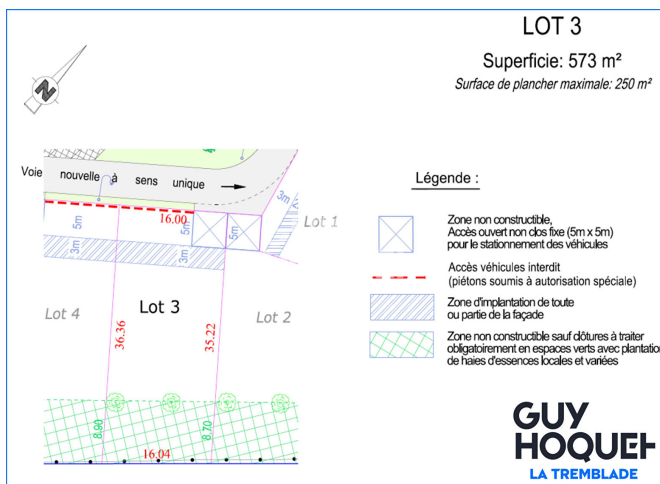 LOT 3
Superficie: 573 m²
Surface de plancher maximale: 250 m²
N
Voie nouvelle à sens unique
3m
Lot 1
16.00
5m
5m
5m
3m
3m
Lot 4
Lot 3
Lot 2
36.36
35.22
8.90
8.70
16.04
Légende :
Zone non constructible,
Accès ouvert non clos fixe (5m x 5m)
pour le stationnement des véhicules
Accès véhicules interdit
(piétons soumis à autorisation spéciale)
Zone d'implantation de toute
ou partie de la façade
Zone non constructible sauf clôtures à traiter
obligatoirement en espaces verts avec plantation
de haies d'essences locales et variées
GUY
HOQUET
LA TREMBLADE